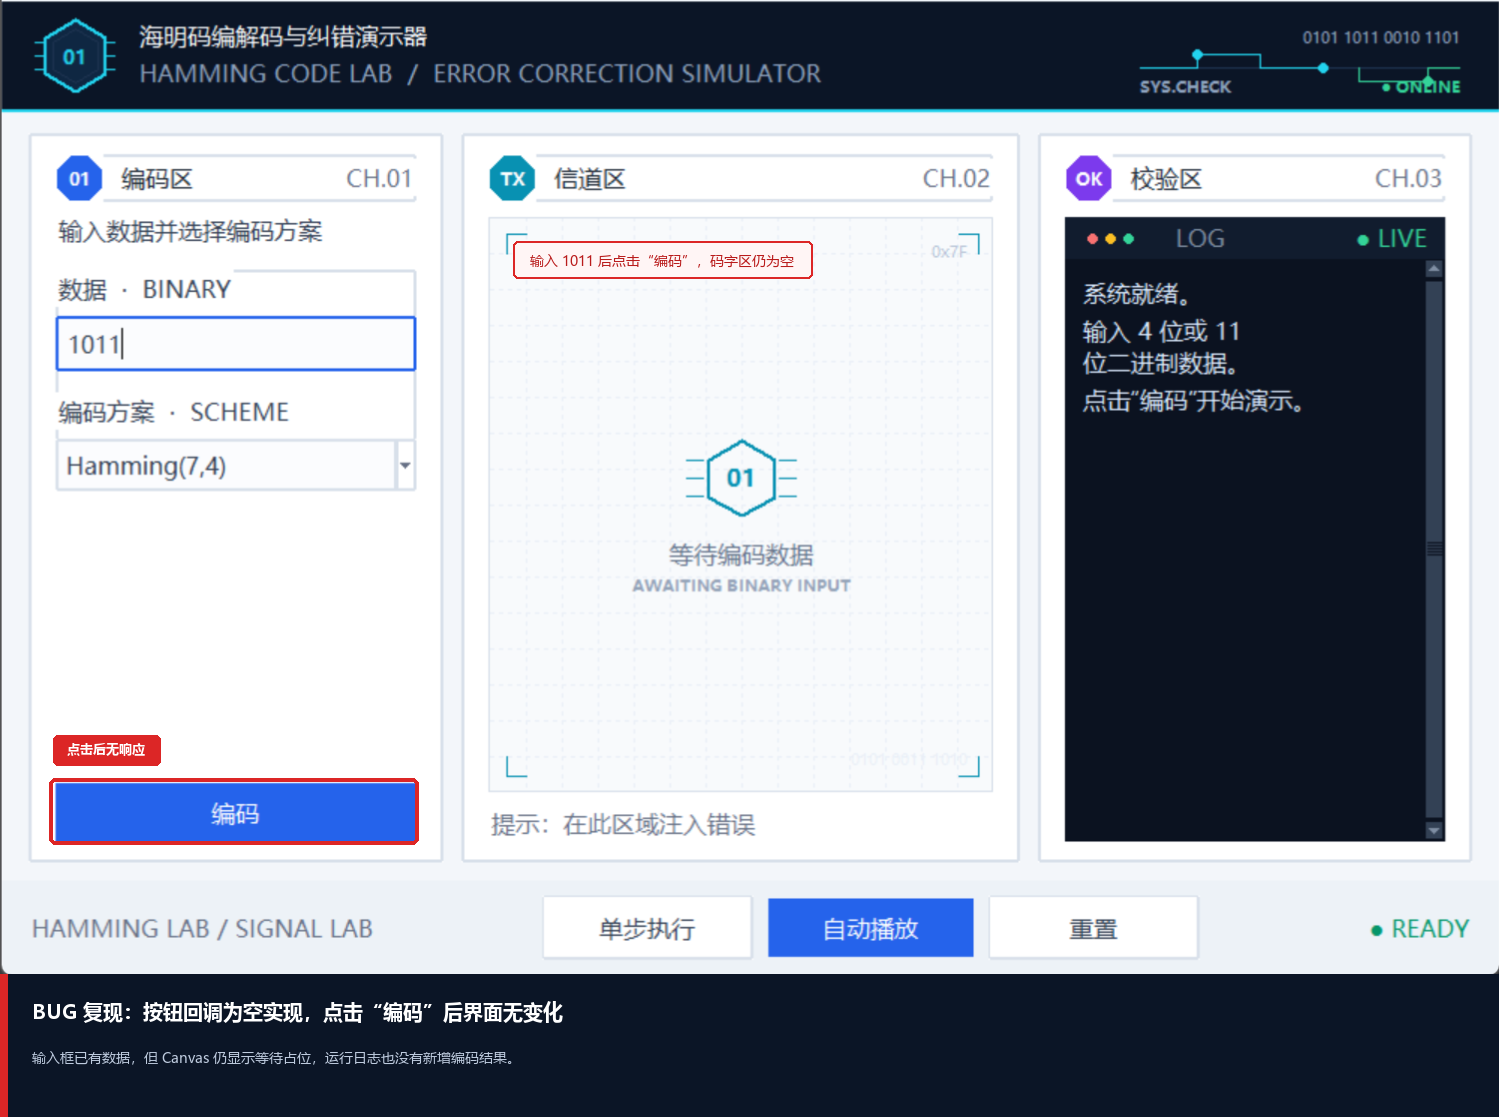 01
海明码编解码与纠错演示器
HAMMING CODE LAB / ERROR CORRECTION SIMULATOR
0101 1011 0010 1101
SYS.CHECK
● ONLINE
01
编码区
CH.01
输入数据并选择编码方案
数据 · BINARY
1011
编码方案 · SCHEME
Hamming(7,4)
点击后无响应
编码
TX
信道区
CH.02
输入 1011 后点击“编码”，码字区仍为空
0x7F
01
等待编码数据
AWAITING BINARY INPUT
0101 0011 1010
提示：在此区域注入错误
OK
校验区
CH.03
LOG
● LIVE
系统就绪。
输入 4 位或 11
位二进制数据。
点击“编码”开始演示。
HAMMING LAB / SIGNAL LAB
单步执行
自动播放
重置
● READY
BUG 复现：按钮回调为空实现，点击“编码”后界面无变化
输入框已有数据，但 Canvas 仍显示等待占位，运行日志也没有新增编码结果。